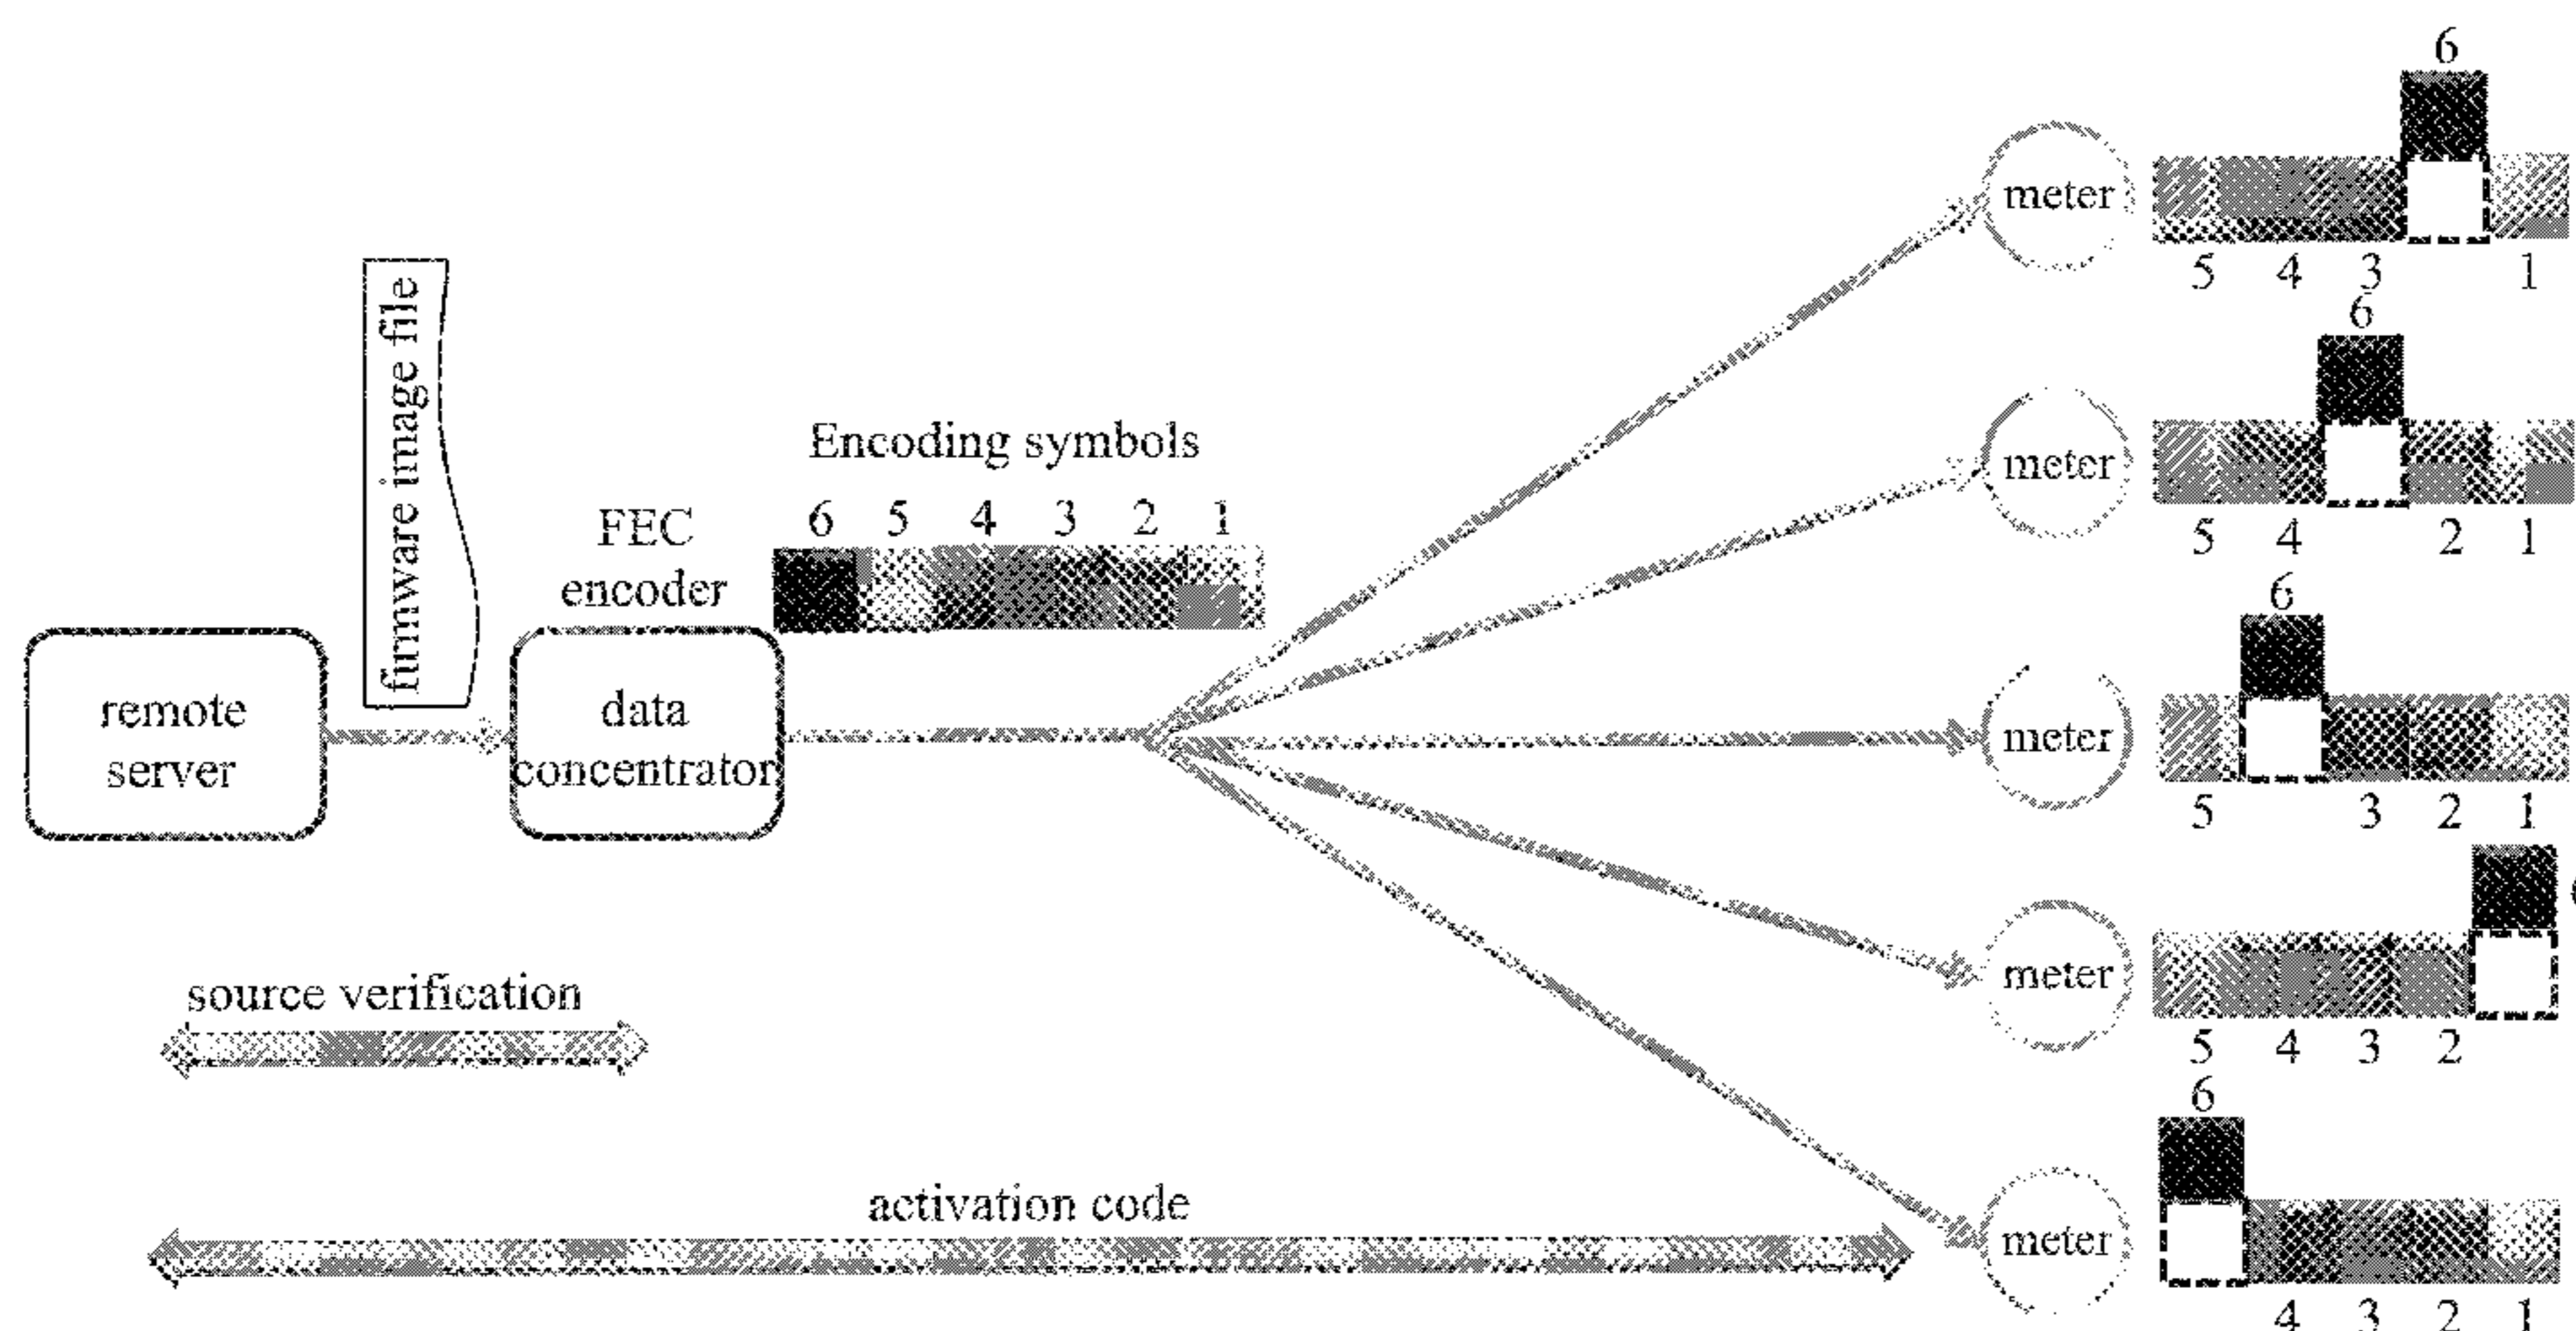 firmware image file
FEC
encoder
Encoding symbols
6 5 4 3 2 1
remote
server
data
concentrator
source verification
activation code
6
meter
5 4 3 1
6
meter
5 4 2 1
6
meter
5 3 2 1
meter
5 4 3 2
6
meter
4 3 2 1